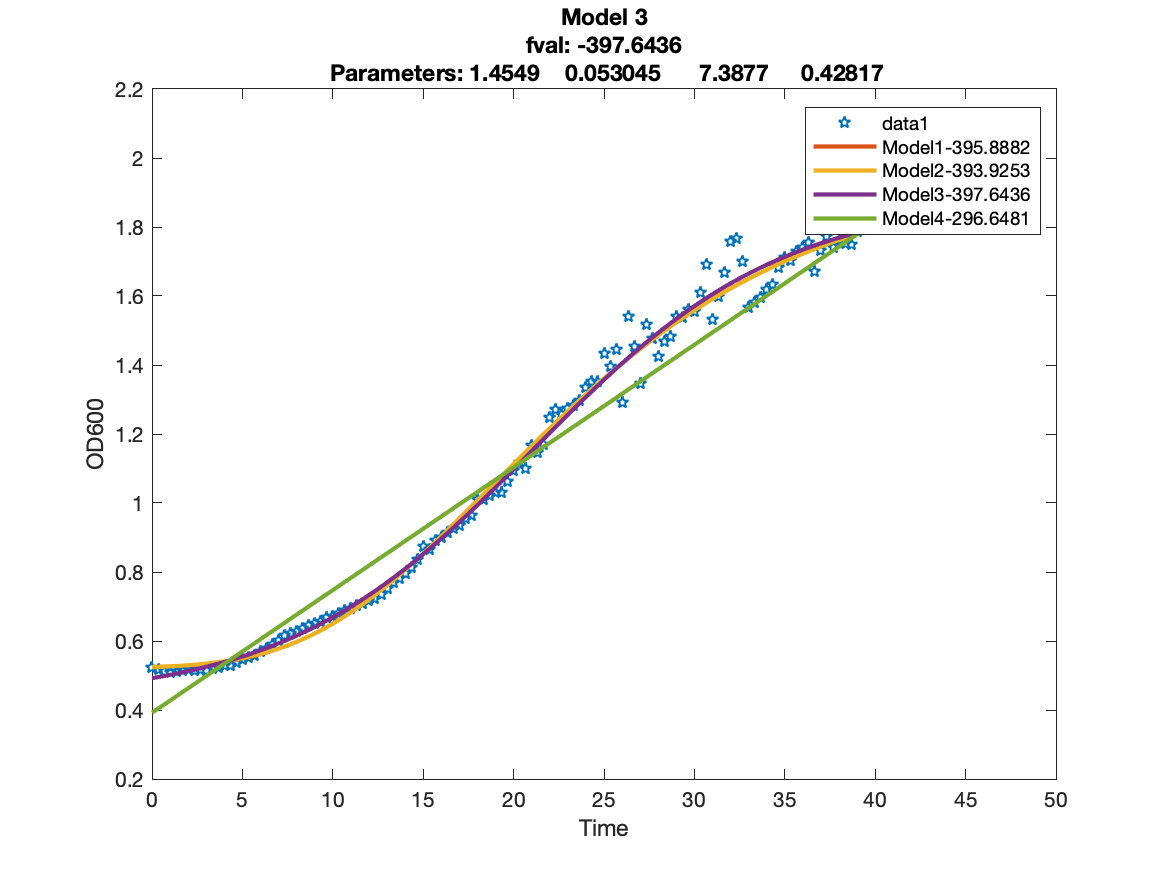 Model 3
fval: -397.6436
Parameters: 1.4549 0.053045 7.3877 0.42817
2.2
2
1.8
1.6
1.4
1.2
1
0.8
0.6
0.4
0.2
OD600
data1
Model1-395.8882
Model2-393.9253
Model3-397.6436
Model4-296.6481
0 5 10 15 20 25 30 35 40 45 50
Time